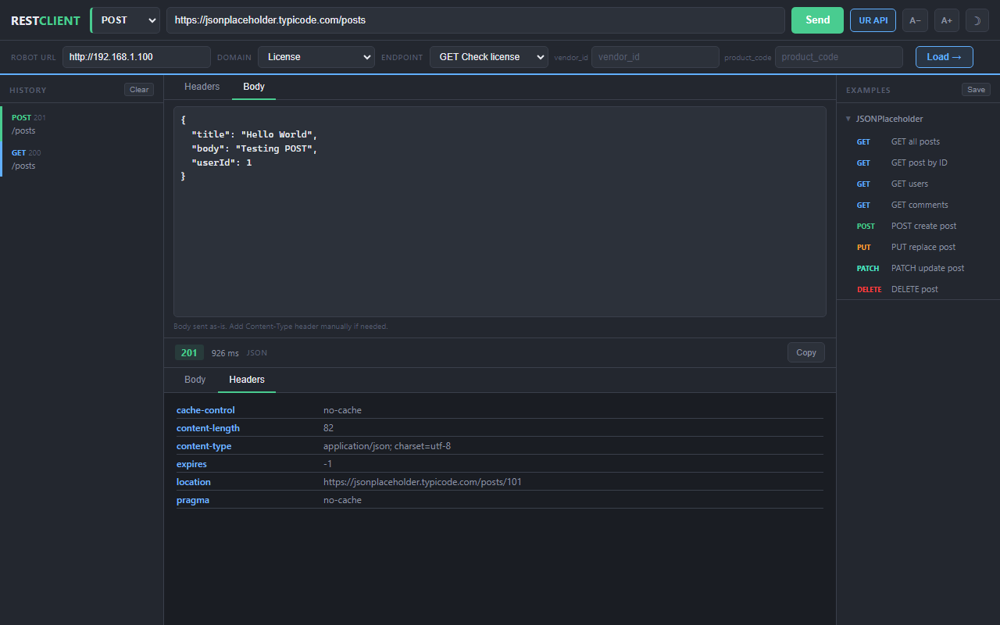 RESTCLIENT POST https://jsonplaceholder.typicode.com/posts Send UR API A− A+
ROBOT URL http://192.168.1.100 DOMAIN License ENDPOINT GET Check license vendor_id vendor_id product_code product_code Load →
HISTORY Clear
POST 201
/posts
GET 200
/posts
Headers Body
{
  "title": "Hello World",
  "body": "Testing POST",
  "userId": 1
}
Body sent as-is. Add Content-Type header manually if needed.
201 926 ms JSON Copy
Body Headers
cache-control no-cache
content-length 82
content-type application/json; charset=utf-8
expires -1
location https://jsonplaceholder.typicode.com/posts/101
pragma no-cache
EXAMPLES Save
JSONPlaceholder
GET GET all posts
GET GET post by ID
GET GET users
GET GET comments
POST POST create post
PUT PUT replace post
PATCH PATCH update post
DELETE DELETE post